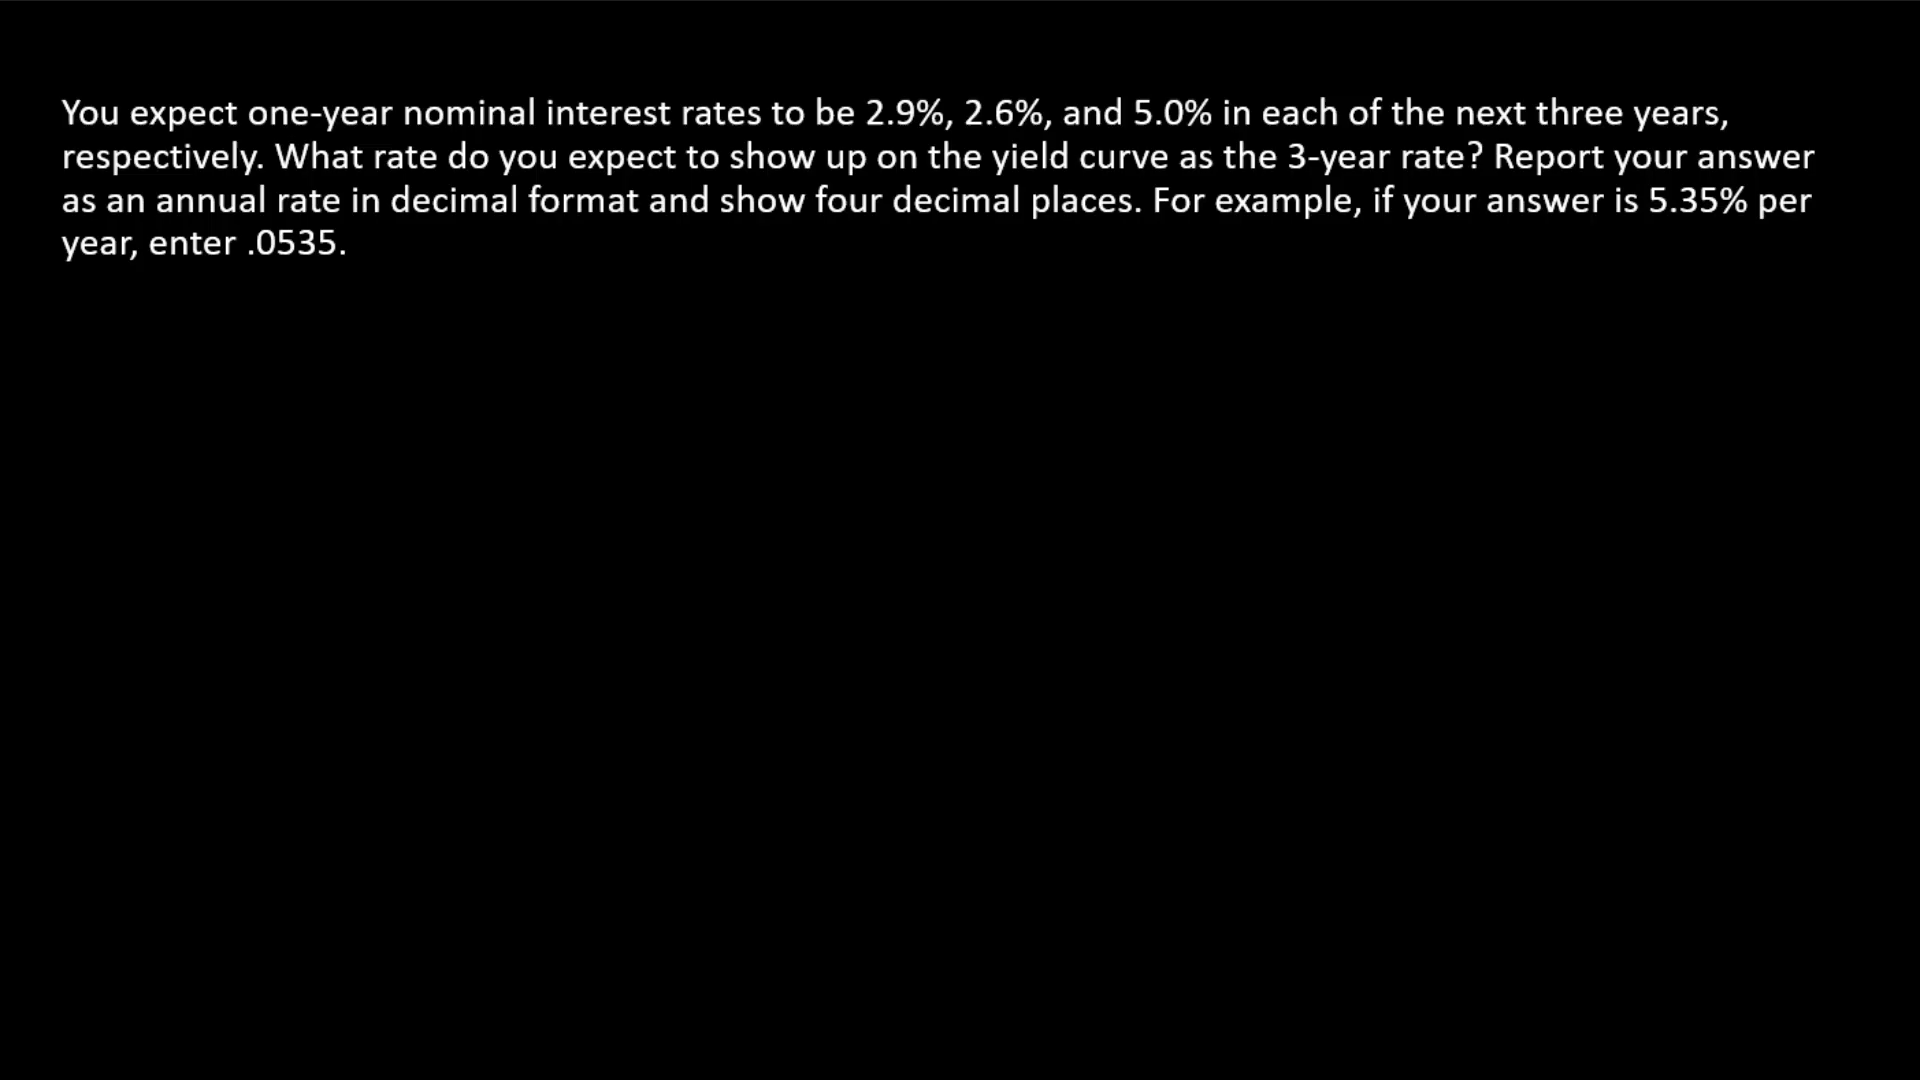 You expect one-year nominal interest rates to be 2.9%, 2.6%, and 5.0% in each of the next three years,
respectively. What rate do you expect to show up on the yield curve as the 3-year rate? Report your answer
as an annual rate in decimal format and show four decimal places. For example, if your answer is 5.35% per
year, enter .0535.